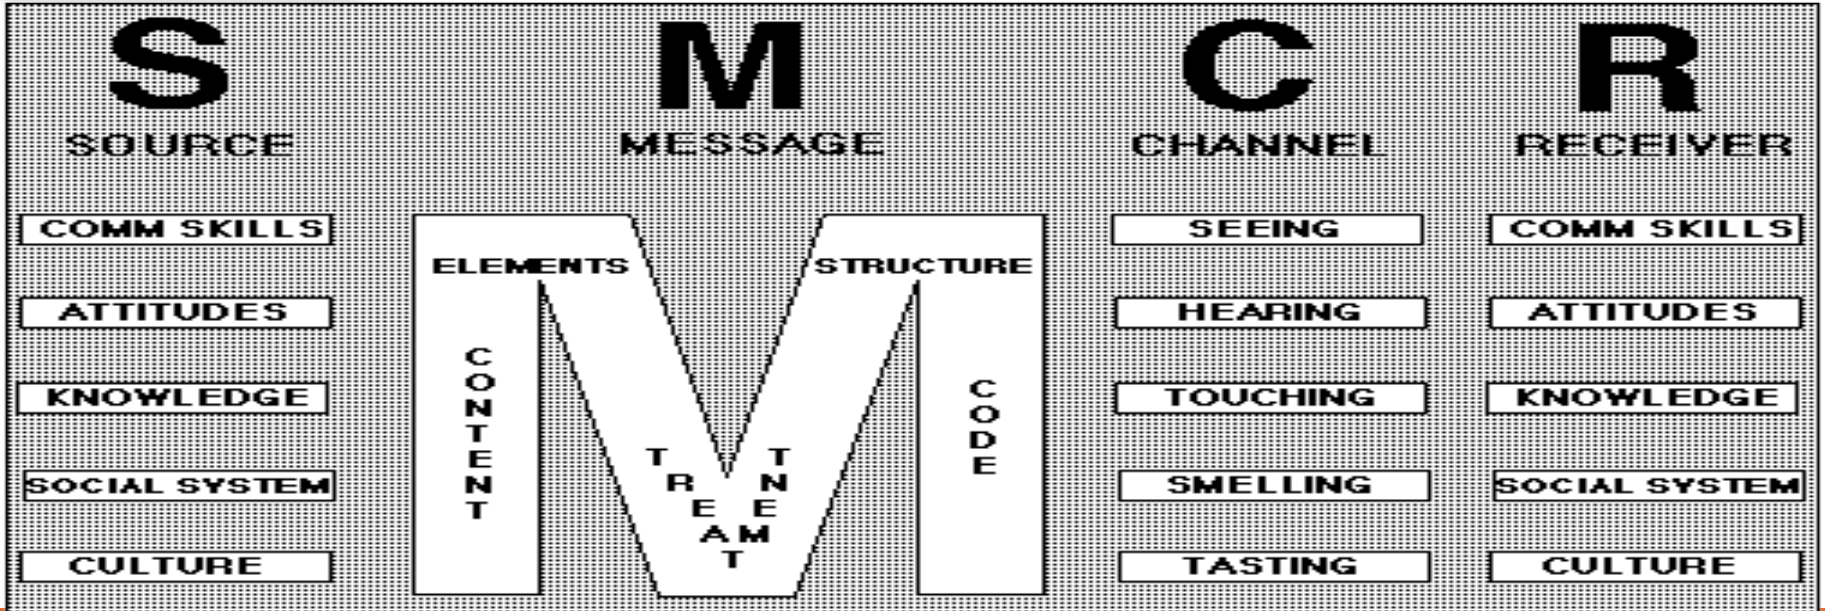 S M C R
SOURCE MESSAGE CHANNEL RECEIVER
COMM SKILLS
ATTITUDES
KNOWLEDGE
SOCIAL SYSTEM
CULTURE
ELEMENTS
STRUCTURE
CONTENT
TREATMENT
CODE
SEEING
HEARING
TOUCHING
SMELLING
TASTING
COMM SKILLS
ATTITUDES
KNOWLEDGE
SOCIAL SYSTEM
CULTURE